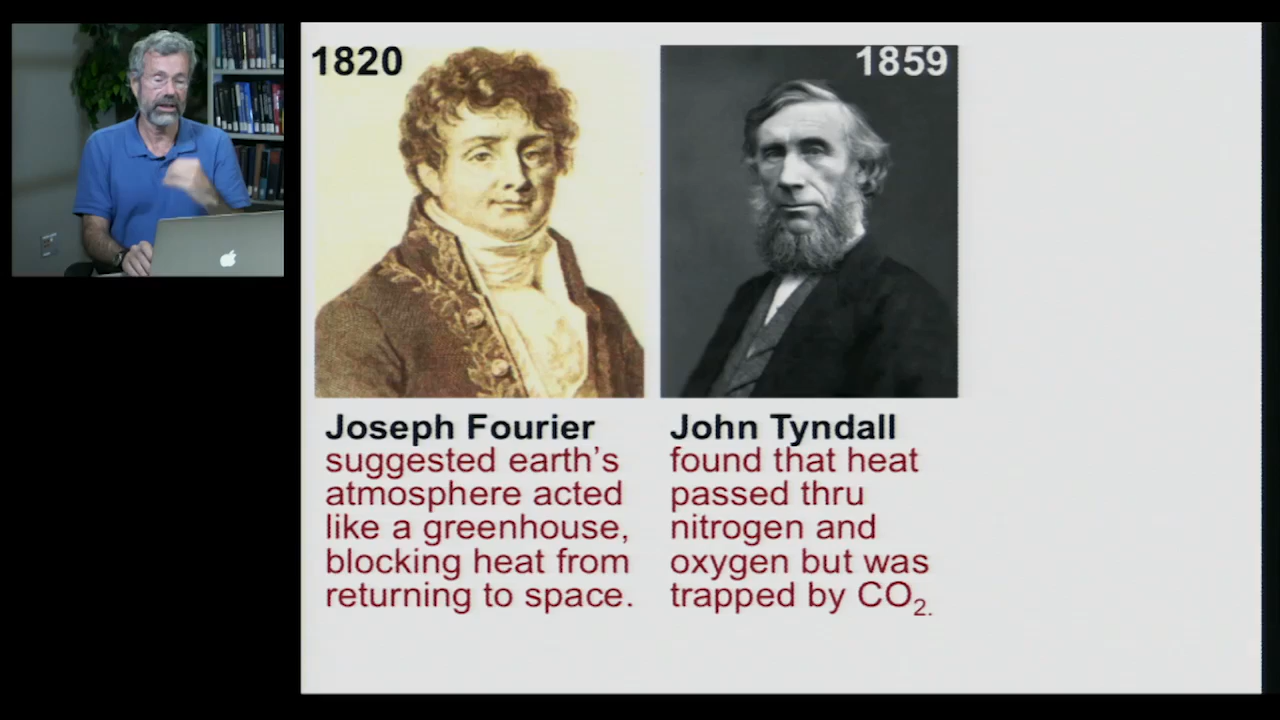 1820
Joseph Fourier
suggested earth's
atmosphere acted
like a greenhouse,
blocking heat from
returning to space.
1859
John Tyndall
found that heat
passed thru
nitrogen and
oxygen but was
trapped by CO₂.